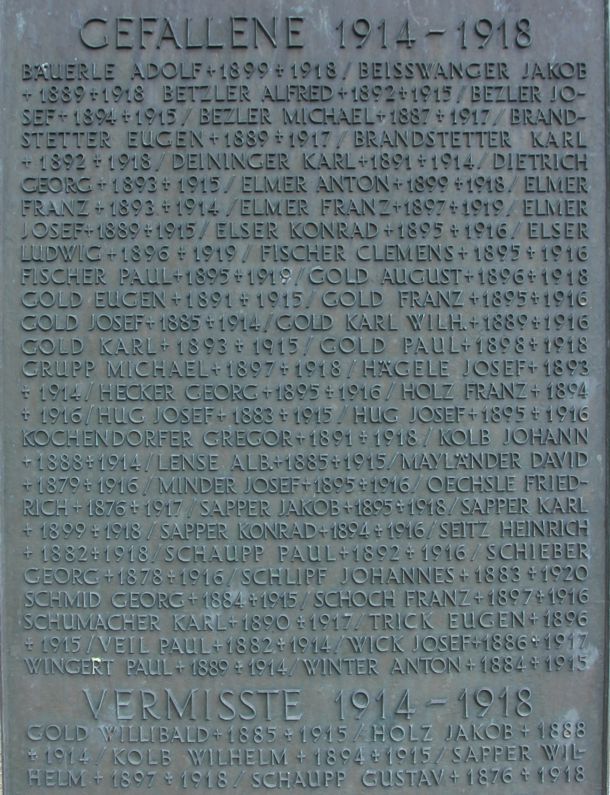 GEFALLENE 1914 – 1918
BÄUERLE ADOLF+1899 + 1918/BEISSWANGER JAKOB
+ 1889 + 1918 BETZLER ALFRED+1892+1915/BEZLER JO-
SEF+1894+1915/BEZLER MICHAEL+1887+1917/BRAND-
STETTER EUGEN+1889+1917/BRANDSTETTER KARL
+ 1892 + 1918/DEININGER KARL+1891+1914/DIETRICH
GEORG+1893+1915/ELMER ANTON+1899+1918/ELMER
FRANZ+1893+1914/ELMER FRANZ+1897+1919/ELMER
JOSEF+1889+1915/ELSER KONRAD+1895+1916/ELSER
LUDWIG+1896+1919/FISCHER CLEMENS+1895+1916
FISCHER PAUL+1895+1919/GOLD AUGUST+1896+1918
GOLD EUGEN+1891+1915/GOLD FRANZ+1895+1916
GOLD JOSEF+1885+1914/GOLD KARL WILH.+1889+1916
GOLD KARL+1893+1915/GOLD PAUL+1898+1918
GRUPP MICHAEL+1897+1918/HÄGELE JOSEF+1893
+ 1914/HECKER GEORG+1895+1916/HOLZ FRANZ+1894
+ 1916/HUG JOSEF+1883+1915/HUG JOSEF+1895+1916
KOCHENDORFER GREGOR+1891+1918/KOLB JOHANN
+1888+1914/LENSE ALB.+1885+1915/MAYLÄNDER DAVID
+1879+1916/MINDER JOSEF+1895+1916/OECHSLE FRIED-
RICH+1876+1917/SAPPER JAKOB+1895+1918/SAPPER KARL
+1899+1918/SAPPER KONRAD+1894+1916/SEITZ HEINRICH
+1882+1918/SCHAUPP PAUL+1892+1916/SCHIEBER
GEORG+1878+1916/SCHLIPF JOHANNES+1883+1920
SCHMID GEORG+1884+1915/SCHOCH FRANZ+1897+1916
SCHUMACHER KARL+1890+1917/TRICK EUGEN+1896
+1915/VEIL PAUL+1882+1914/WICK JOSEF+1886+1917
WINGERT PAUL+1889+1914/WINTER ANTON+1884+1915
VERMISSTE 1914 – 1918
GOLD WILLIBALD+1885+1915/HOLZ JAKOB+1888
+1914/KOLB WILHELM+1894+1915/SAPPER WIL-
HELM+1897+1918/SCHAUPP GUSTAV+1876+1918